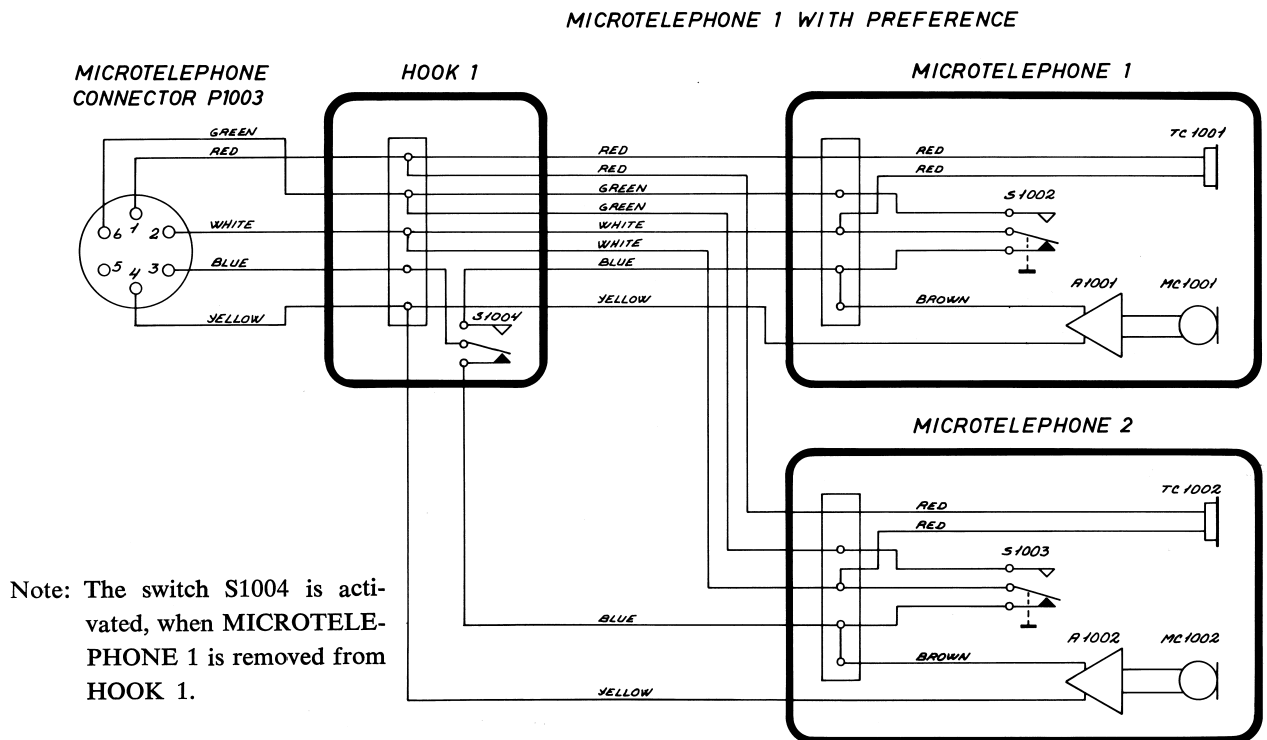 MICROTELEPHONE 1 WITH PREFERENCE
MICROTELEPHONE
CONNECTOR P1003
HOOK 1
MICROTELEPHONE 1
GREEN
RED
WHITE
BLUE
YELLOW
6
1
2
5
4
3
S1004
RED
RED
GREEN
GREEN
WHITE
WHITE
BLUE
YELLOW
RED
RED
TC 1001
S1002
BROWN
A1001
MC1001
MICROTELEPHONE 2
RED
RED
TC 1002
S1003
BROWN
A 1002
MC1002
BLUE
YELLOW
Note: The switch S1004 is acti-
vated, when MICROTELE-
PHONE 1 is removed from
HOOK 1.